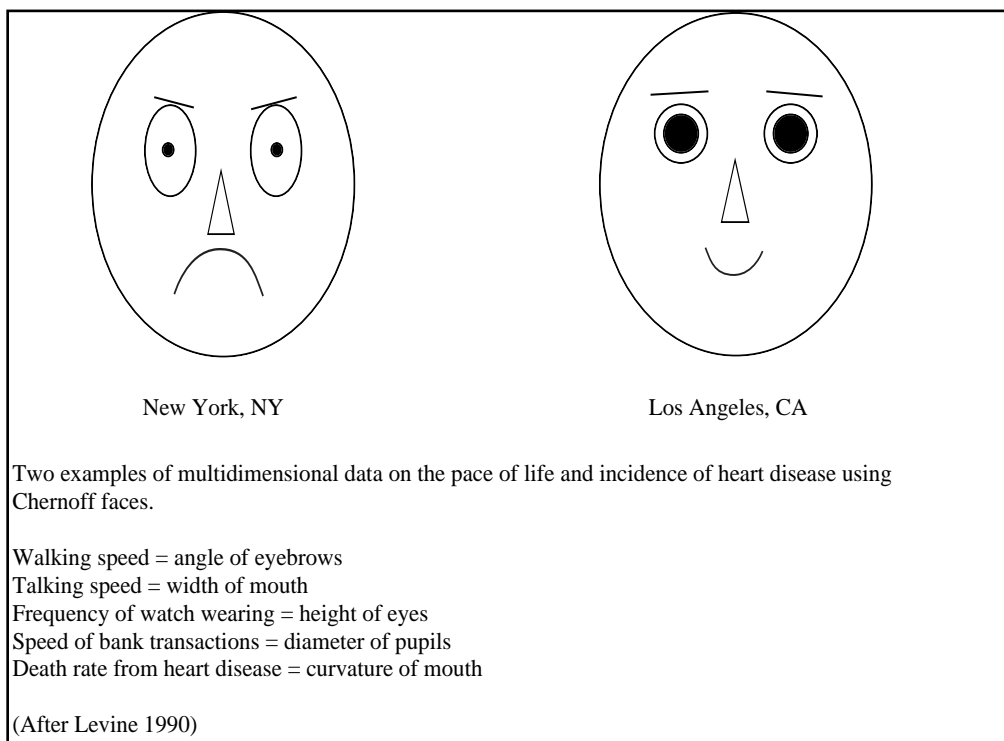 New York, NY
Los Angeles, CA
Two examples of multidimensional data on the pace of life and incidence of heart disease using
Chernoff faces.
Walking speed = angle of eyebrows
Talking speed = width of mouth
Frequency of watch wearing = height of eyes
Speed of bank transactions = diameter of pupils
Death rate from heart disease = curvature of mouth
(After Levine 1990)